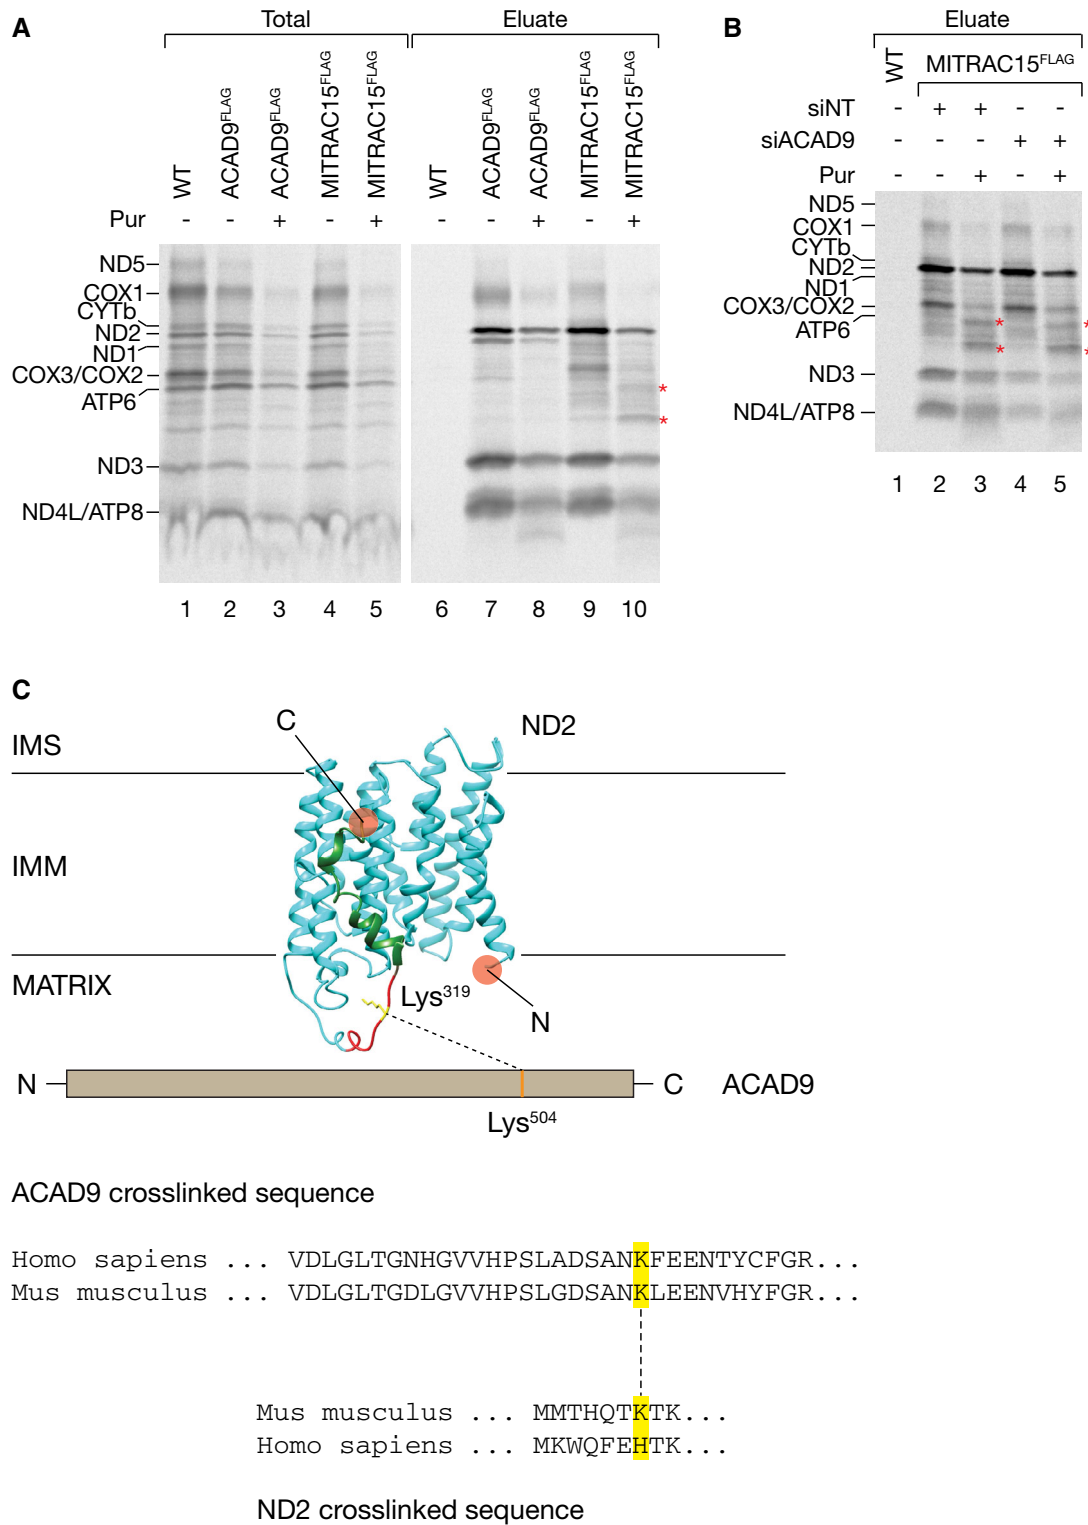 A
Total
Eluate
WT
ACAD9FLAG
ACAD9FLAG
MITRAC15FLAG
MITRAC15FLAG
WT
ACAD9FLAG
ACAD9FLAG
MITRAC15FLAG
MITRAC15FLAG
Pur - - + - + - - + - +
ND5
COX1
CYTb
ND2
ND1
COX3/COX2
ATP6
ND3
ND4L/ATP8
*
*
1 2 3 4 5 6 7 8 9 10
B
Eluate
WT
MITRAC15FLAG
siNT - + + - -
siACAD9 - - - + +
Pur - - + - +
ND5
COX1
CYTb
ND2
ND1
COX3/COX2
ATP6
ND3
ND4L/ATP8
* *
* *
1 2 3 4 5
C
C
ND2
IMS
IMM
MATRIX
Lys319
N
N
C
ACAD9
Lys504
ACAD9 crosslinked sequence
Homo sapiens ... VDLGLTGNHGVVHPSLADSANKFEENTYCFGR...
Mus musculus ... VDLGLTGDLGVVHPSLGDSANKLEENVHYFGR...
Mus musculus ... MMTHQTKTK...
Homo sapiens ... MKWQFEHTK...
ND2 crosslinked sequence